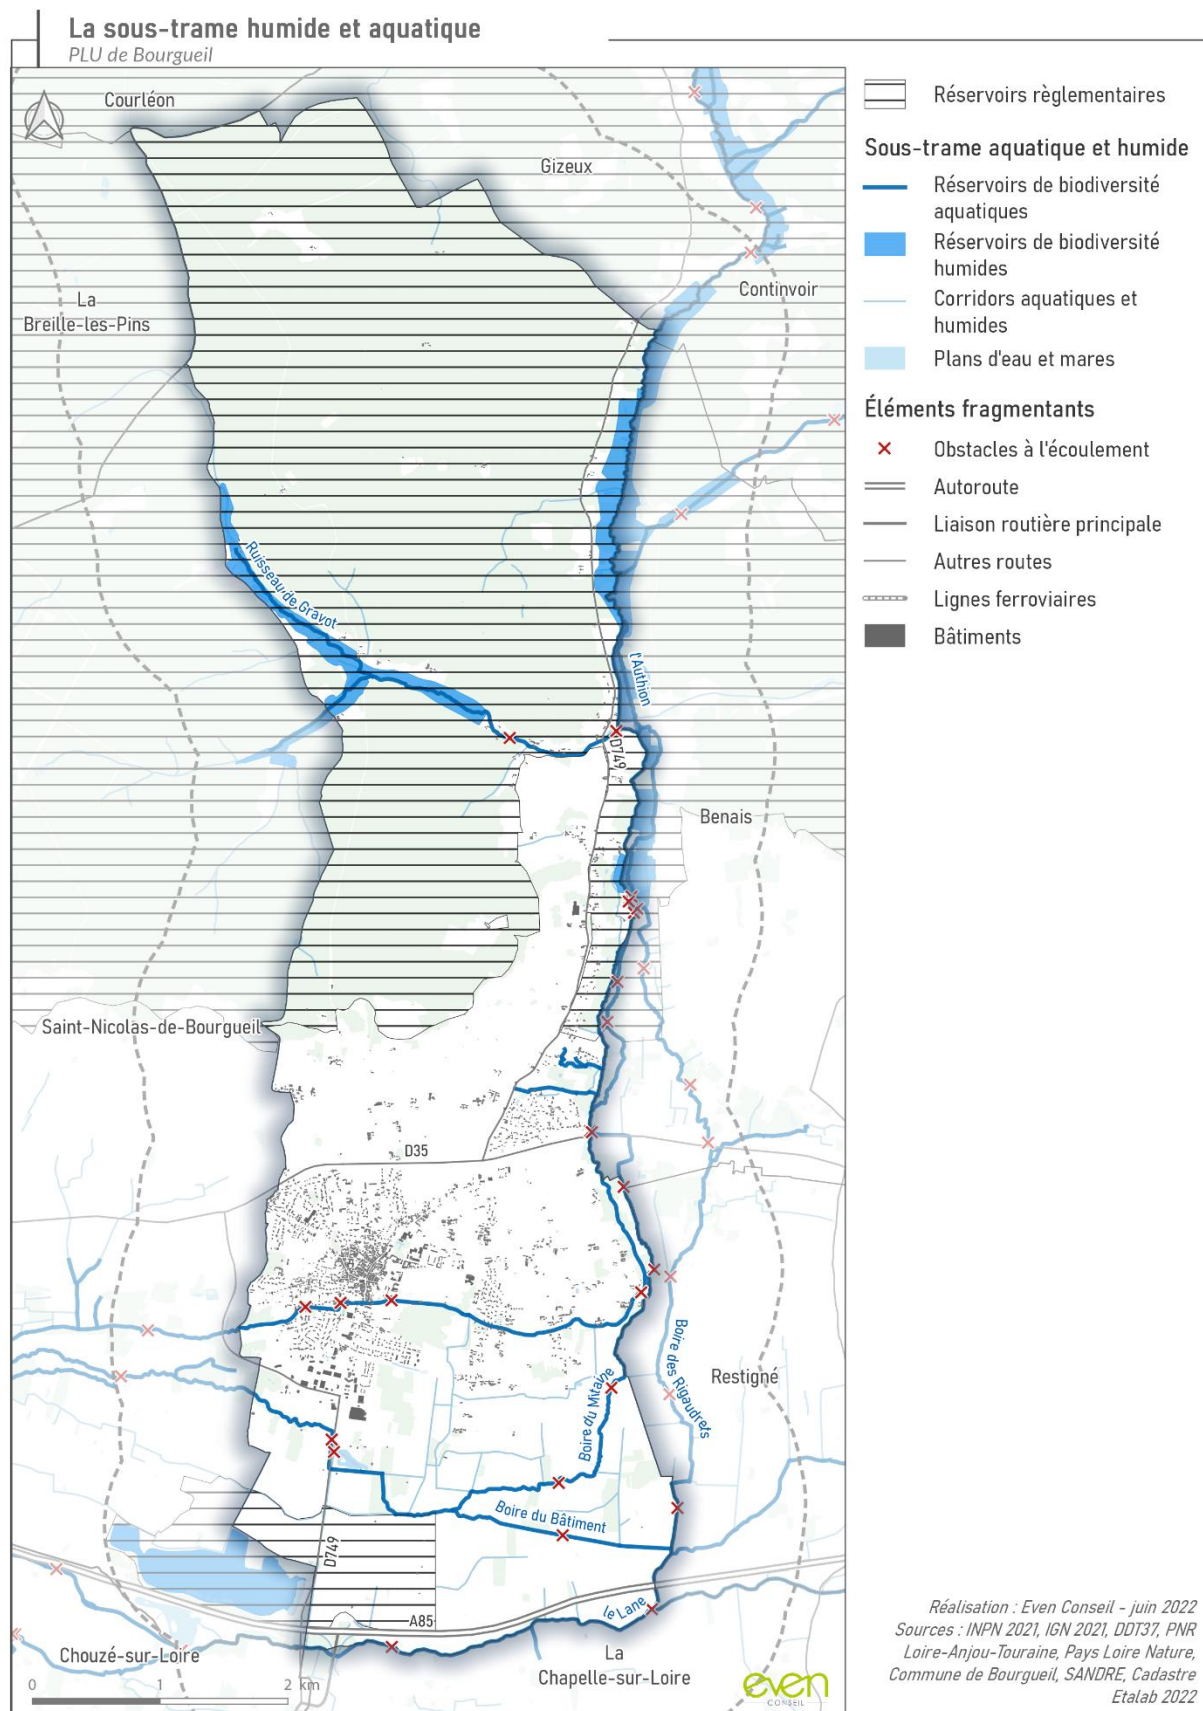 La sous-trame humide et aquatique
PLU de Bourgueil
Courléon
Gizeux
La
Breille-les-Pins
Continvoir
Ruisseau de Gravot
l'Authion
D749
Benais
Saint-Nicolas-de-Bourgueil
D35
Boire des Rigaudrets
Restigné
Boire du Mitaine
Boire du Bâtiment
D749
le Lane
A85
Chouzé-sur-Loire
La
Chapelle-sur-Loire
0 1 2 km
even
CONSEIL
Réservoirs règlementaires
Sous-trame aquatique et humide
Réservoirs de biodiversité
aquatiques
Réservoirs de biodiversité
humides
Corridors aquatiques et
humides
Plans d'eau et mares
Éléments fragmentants
Obstacles à l'écoulement
Autoroute
Liaison routière principale
Autres routes
Lignes ferroviaires
Bâtiments
Réalisation : Even Conseil - juin 2022
Sources : INPN 2021, IGN 2021, DDT37, PNR
Loire-Anjou-Touraine, Pays Loire Nature,
Commune de Bourgueil, SANDRE, Cadastre
Etalab 2022